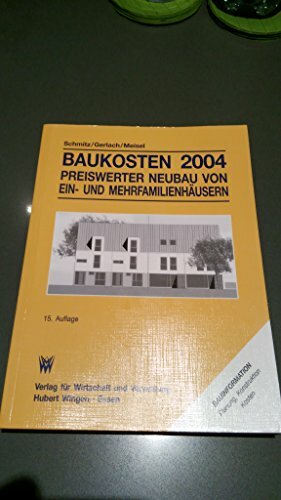 Schmitz/Gerlach/Meisel
BAUKOSTEN 2004
PREISWERTER NEUBAU VON
EIN- UND MEHRFAMILIENHÄUSERN
15. Auflage
Verlag für Wirtschaft und Verwaltung
Hubert Wingen · Essen
BAUINFORMATION
Planung, Konstruktion
Kosten